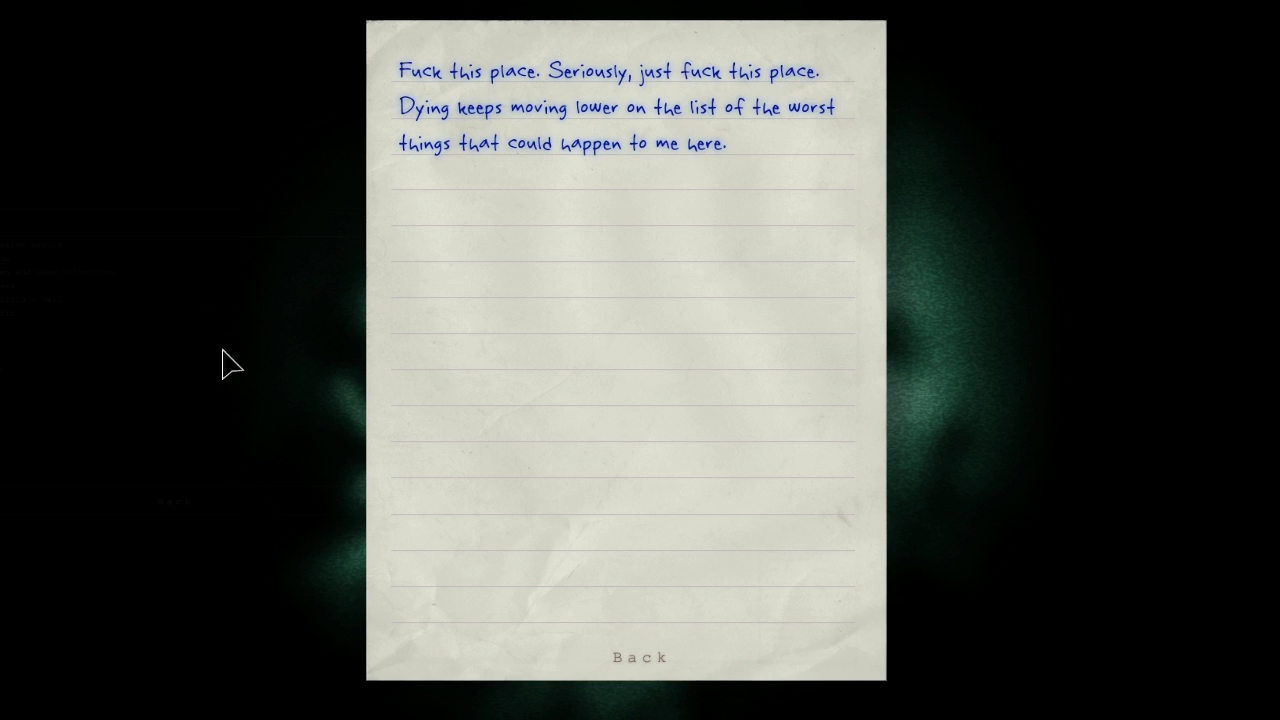 Fuck this place. Seriously, just fuck this place.
Dying keeps moving lower on the list of the worst
things that could happen to me here.
Back